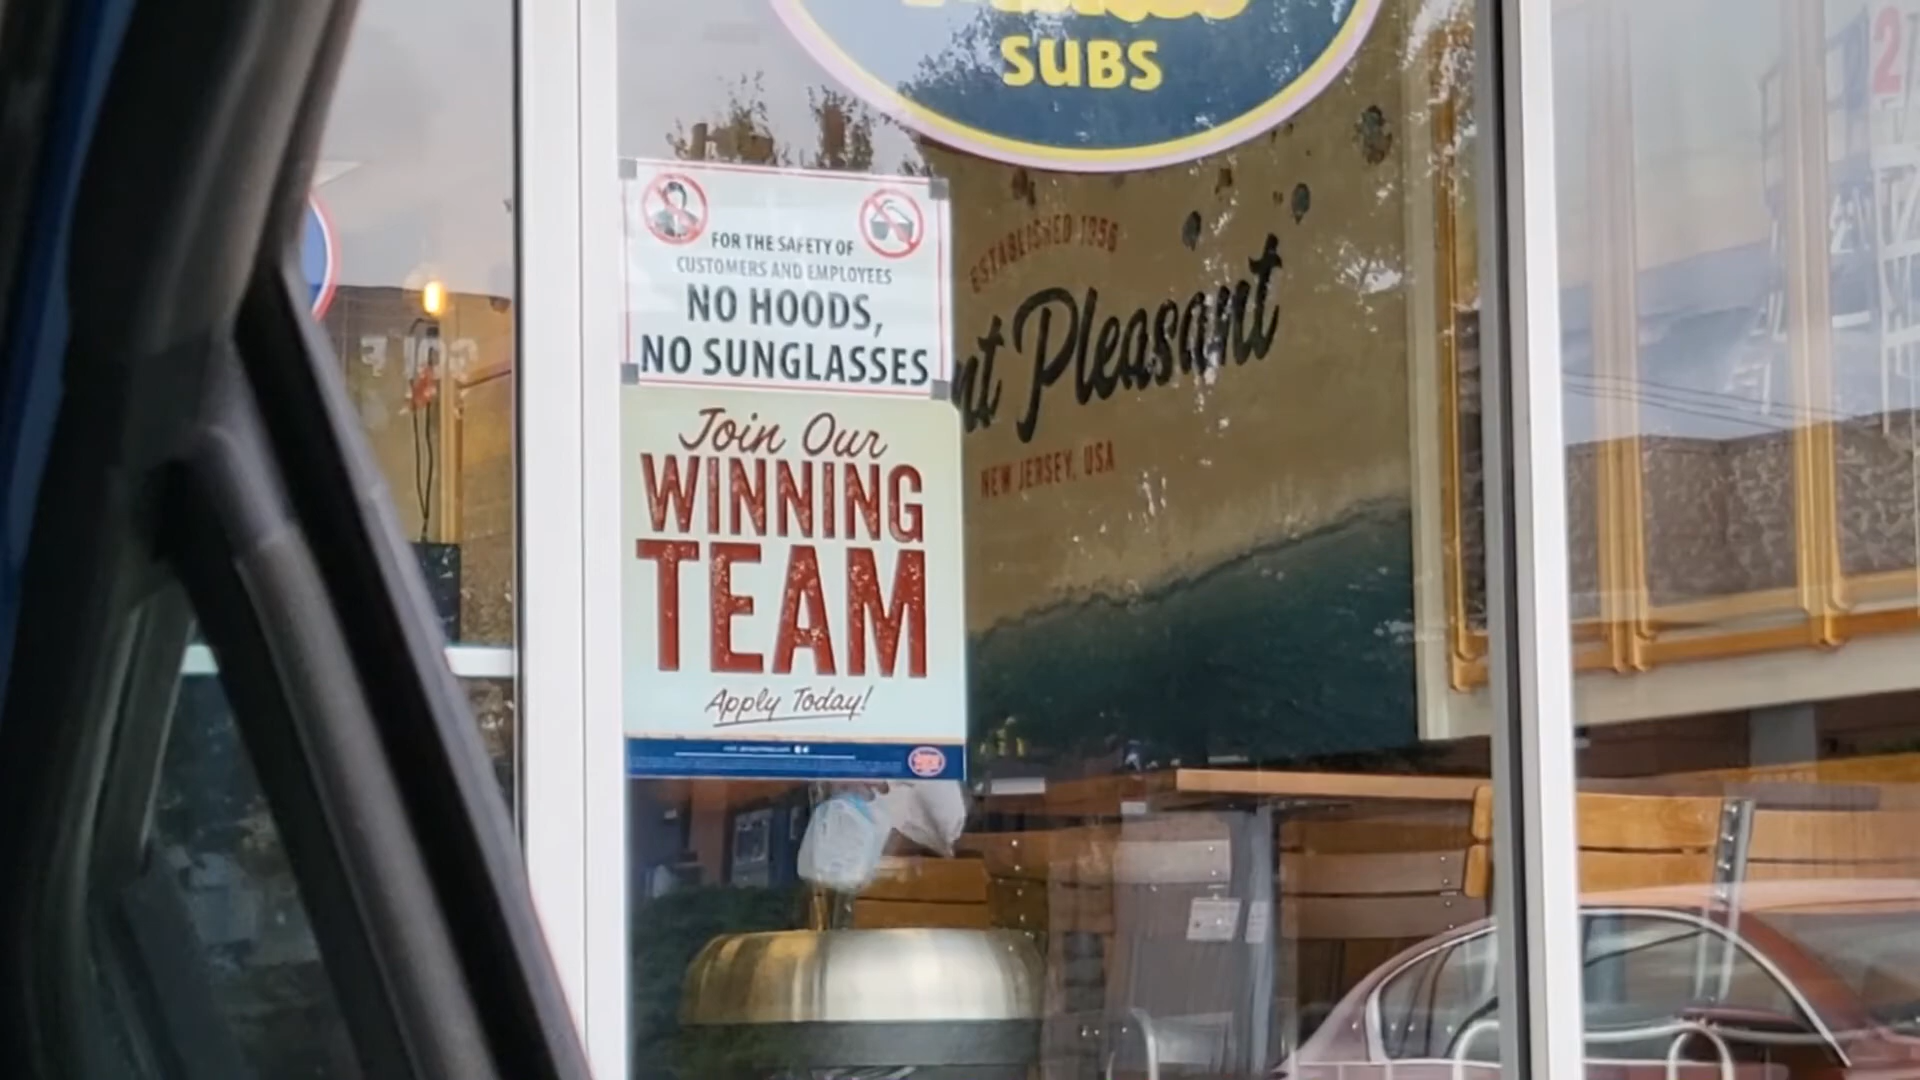 SUBS
FOR THE SAFETY OF
CUSTOMERS AND EMPLOYEES
NO HOODS,
NO SUNGLASSES
Join Our
WINNING
TEAM
Apply Today!
ESTABLISHED 1956
nt Pleasant
NEW JERSEY, USA
2